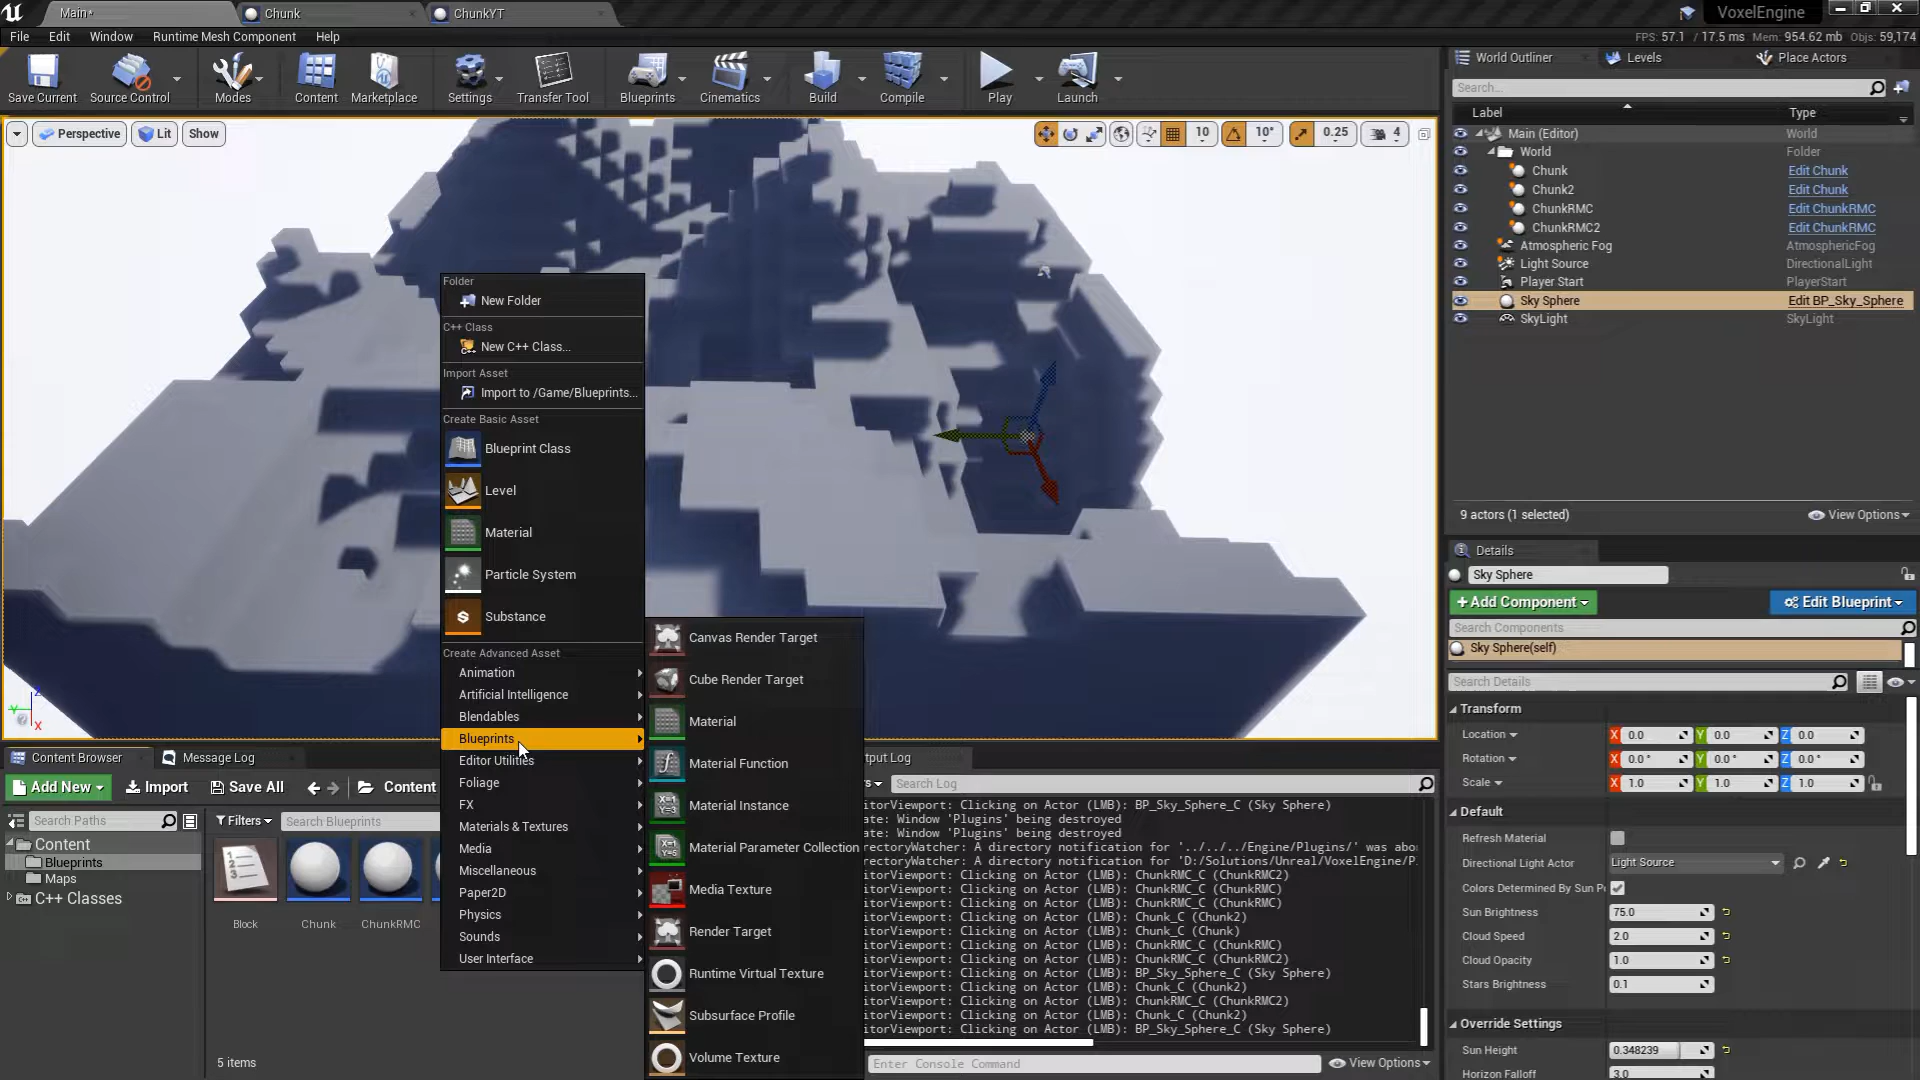 Main*
Chunk
ChunkYT
VoxelEngine
File Edit Window Runtime Mesh Component Help
FPS: 57.1 / 17.5 ms Mem: 954.62 mb Objs: 59,174
Save Current
Source Control
Modes
Content
Marketplace
Settings
Transfer Tool
Blueprints
Cinematics
Build
Compile
Play
Launch
Perspective
Lit
Show
10
10°
0.25
4
Folder
New Folder
C++ Class
New C++ Class...
Import Asset
Import to /Game/Blueprints...
Create Basic Asset
Blueprint Class
Level
Material
Particle System
Substance
Create Advanced Asset
Animation
Artificial Intelligence
Blendables
Blueprints
Editor Utilities
Foliage
FX
Materials & Textures
Media
Miscellaneous
Paper2D
Physics
Sounds
User Interface
Canvas Render Target
Cube Render Target
Material
Material Function
Material Instance
Material Parameter Collection
Media Texture
Render Target
Runtime Virtual Texture
Subsurface Profile
Volume Texture
Content Browser
Message Log
Add New
Import
Save All
Content
Search Paths
Filters
Search Blueprints
Content
Blueprints
Maps
C++ Classes
Block
Chunk
ChunkRMC
5 items
put Log
Search Log
itorViewport: Clicking on Actor (LMB): BP_Sky_Sphere_C (Sky Sphere)
ate: Window 'Plugins' being destroyed
ate: Window 'Plugins' being destroyed
rectoryWatcher: A directory notification for '../../../Engine/Plugins/' was abo
rectoryWatcher: A directory notification for 'D:/Solutions/Unreal/VoxelEngine/P
itorViewport: Clicking on Actor (LMB): ChunkRMC_C (ChunkRMC2)
itorViewport: Clicking on Actor (LMB): ChunkRMC_C (ChunkRMC)
itorViewport: Clicking on Actor (LMB): ChunkRMC_C (ChunkRMC)
itorViewport: Clicking on Actor (LMB): Chunk_C (Chunk2)
itorViewport: Clicking on Actor (LMB): Chunk_C (Chunk)
itorViewport: Clicking on Actor (LMB): ChunkRMC_C (ChunkRMC)
itorViewport: Clicking on Actor (LMB): ChunkRMC_C (ChunkRMC2)
itorViewport: Clicking on Actor (LMB): BP_Sky_Sphere_C (Sky Sphere)
itorViewport: Clicking on Actor (LMB): Chunk_C (Chunk2)
itorViewport: Clicking on Actor (LMB): ChunkRMC_C (ChunkRMC2)
itorViewport: Clicking on Actor (LMB): Chunk_C (Chunk2)
itorViewport: Clicking on Actor (LMB): BP_Sky_Sphere_C (Sky Sphere)
Enter Console Command
View Options
World Outliner
Levels
Place Actors
Search...
Label Type
Main (Editor) World
World Folder
Chunk Edit Chunk
Chunk2 Edit Chunk
ChunkRMC Edit ChunkRMC
ChunkRMC2 Edit ChunkRMC
Atmospheric Fog AtmosphericFog
Light Source DirectionalLight
Player Start PlayerStart
Sky Sphere Edit BP_Sky_Sphere
SkyLight SkyLight
9 actors (1 selected)
View Options
Details
Sky Sphere
+Add Component
Edit Blueprint
Search Components
Sky Sphere(self)
Search Details
Transform
Location X 0.0 Y 0.0 Z 0.0
Rotation X 0.0 ° Y 0.0 ° Z 0.0 °
Scale X 1.0 Y 1.0 Z 1.0
Default
Refresh Material
Directional Light Actor Light Source
Colors Determined By Sun P
Sun Brightness 75.0
Cloud Speed 2.0
Cloud Opacity 1.0
Stars Brightness 0.1
Override Settings
Sun Height 0.348239
Horizon Falloff 3.0